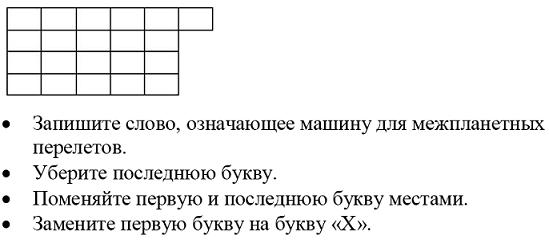 • Запишите слово, означающее машину для межпланетных
перелетов.
• Уберите последнюю букву.
• Поменяйте первую и последнюю букву местами.
• Замените первую букву на букву «Х».